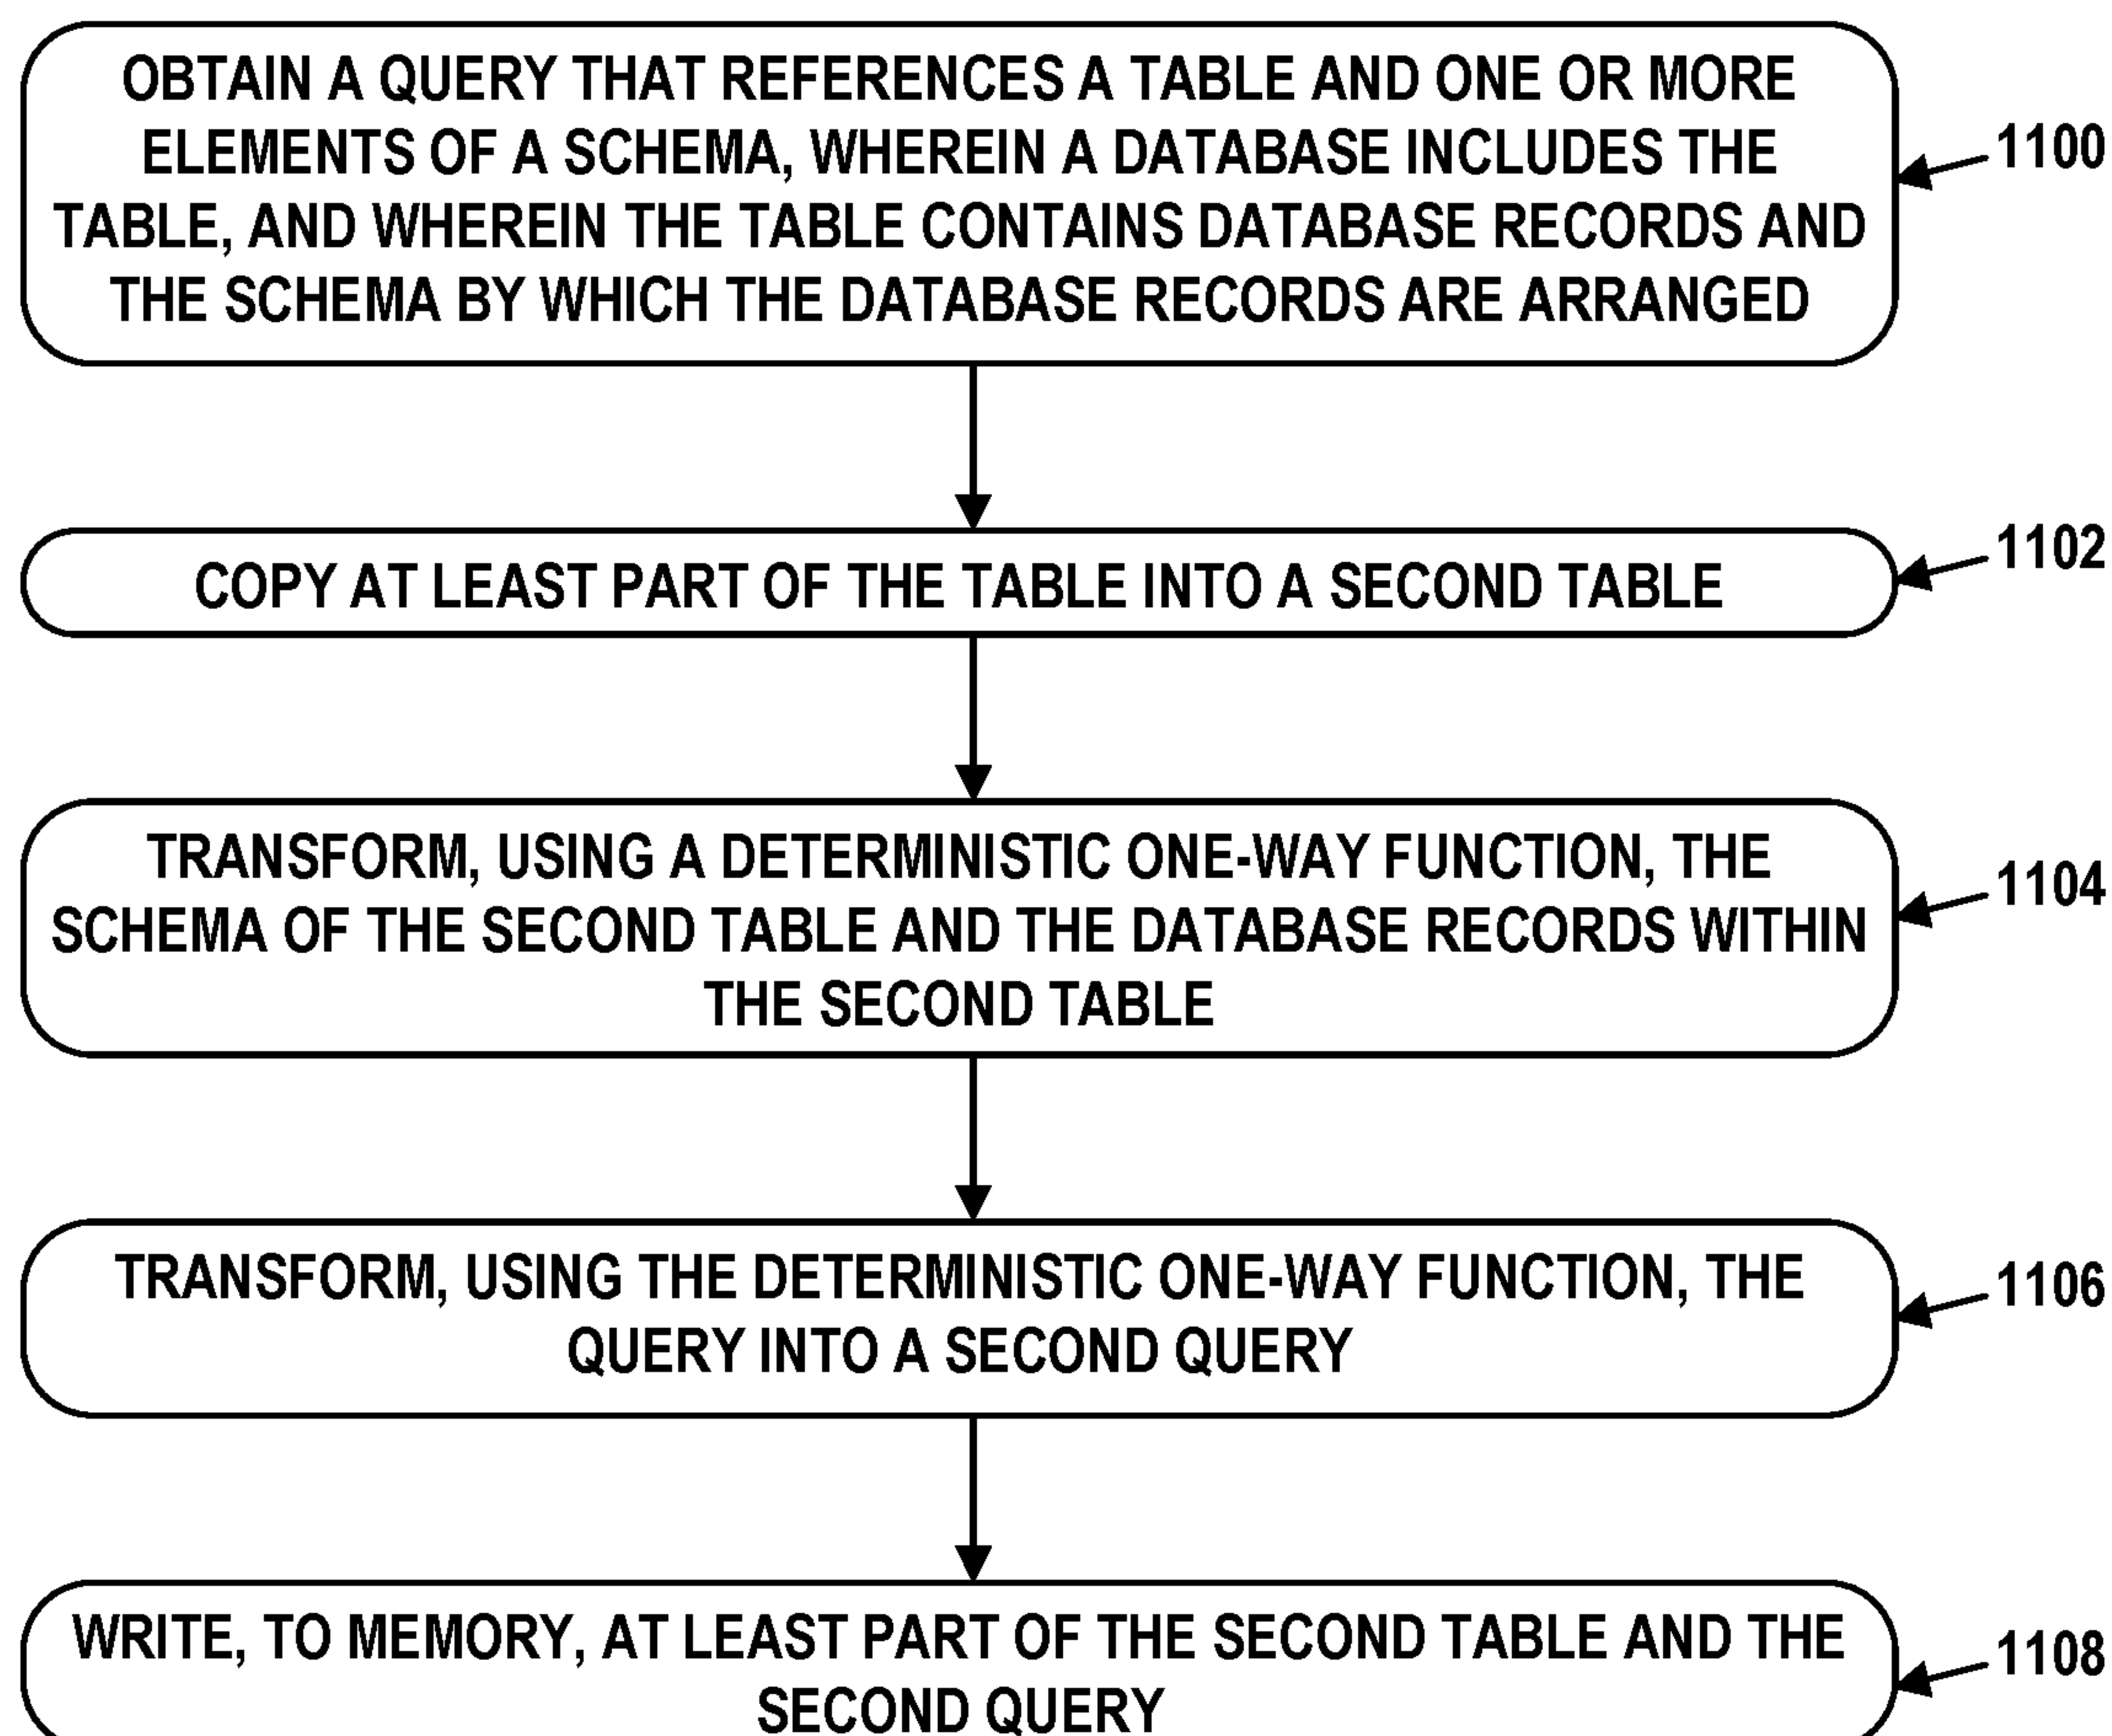 OBTAIN A QUERY THAT REFERENCES A TABLE AND ONE OR MORE
ELEMENTS OF A SCHEMA, WHEREIN A DATABASE INCLUDES THE
TABLE, AND WHEREIN THE TABLE CONTAINS DATABASE RECORDS AND
THE SCHEMA BY WHICH THE DATABASE RECORDS ARE ARRANGED
1100
COPY AT LEAST PART OF THE TABLE INTO A SECOND TABLE
1102
TRANSFORM, USING A DETERMINISTIC ONE-WAY FUNCTION, THE
SCHEMA OF THE SECOND TABLE AND THE DATABASE RECORDS WITHIN
THE SECOND TABLE
1104
TRANSFORM, USING THE DETERMINISTIC ONE-WAY FUNCTION, THE
QUERY INTO A SECOND QUERY
1106
WRITE, TO MEMORY, AT LEAST PART OF THE SECOND TABLE AND THE
SECOND QUERY
1108